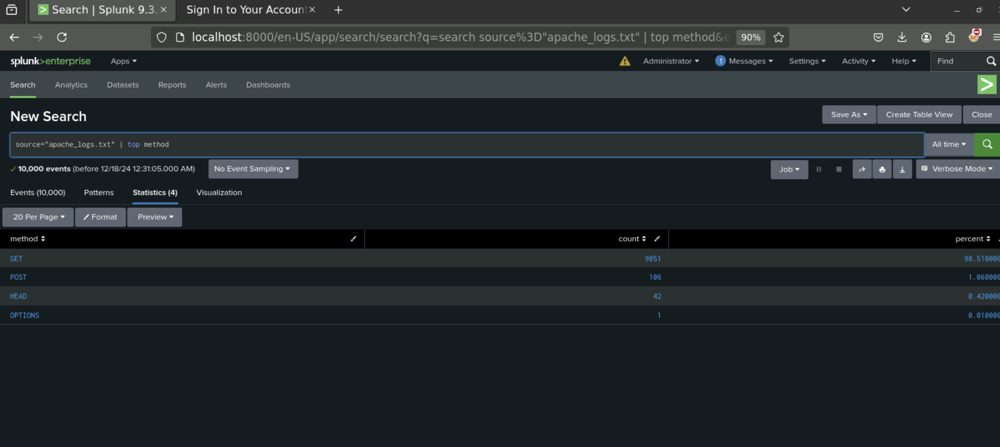 Search | Splunk 9.3. Sign In to Your Accoun
localhost:8000/en-US/app/search/search?q=search source%3D"apache_logs.txt" | top method&e 90%
splunk>enterprise Apps Administrator 1 Messages Settings Activity Help Find
Search Analytics Datasets Reports Alerts Dashboards
New Search Save As Create Table View Close
source="apache_logs.txt" | top method All time
10,000 events (before 12/18/24 12:31:05.000 AM) No Event Sampling Job Verbose Mode
Events (10,000) Patterns Statistics (4) Visualization
20 Per Page Format Preview
method count percent
GET 9851 98.510000
POST 106 1.060000
HEAD 42 0.420000
OPTIONS 1 0.010000